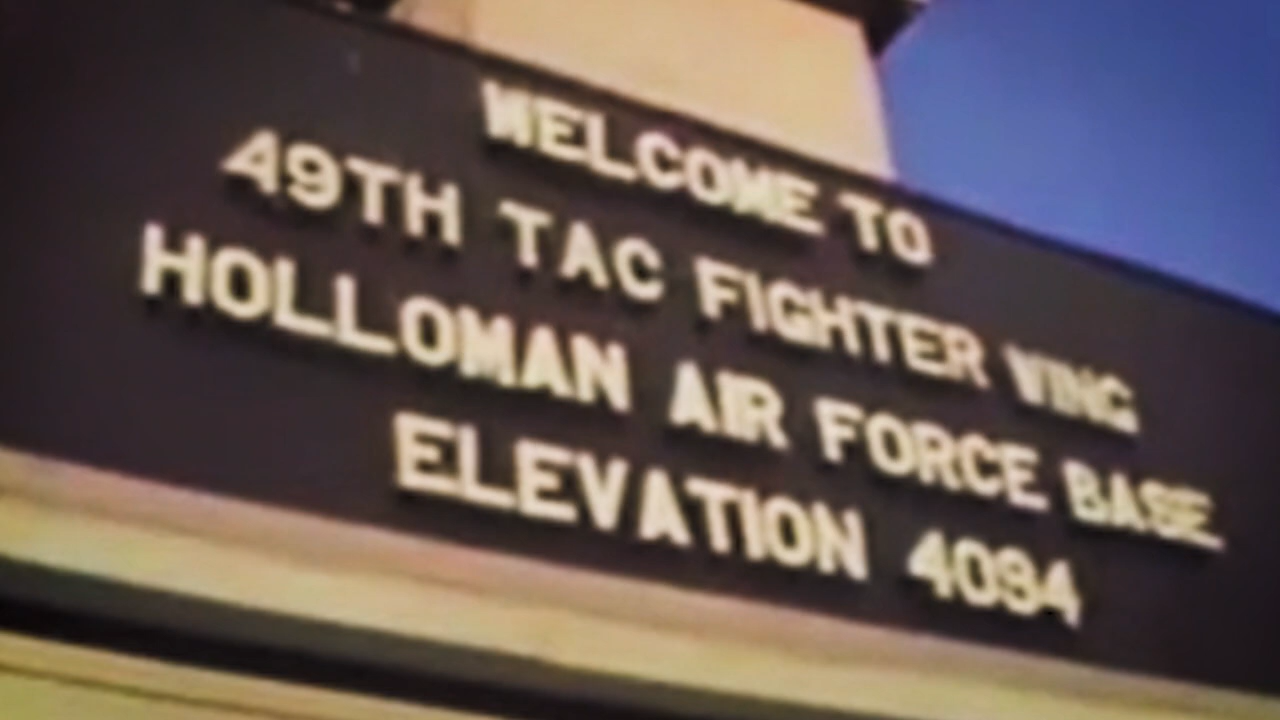 WELCOME TO
49TH TAC FIGHTER WING
HOLLOMAN AIR FORCE BASE
ELEVATION 4094